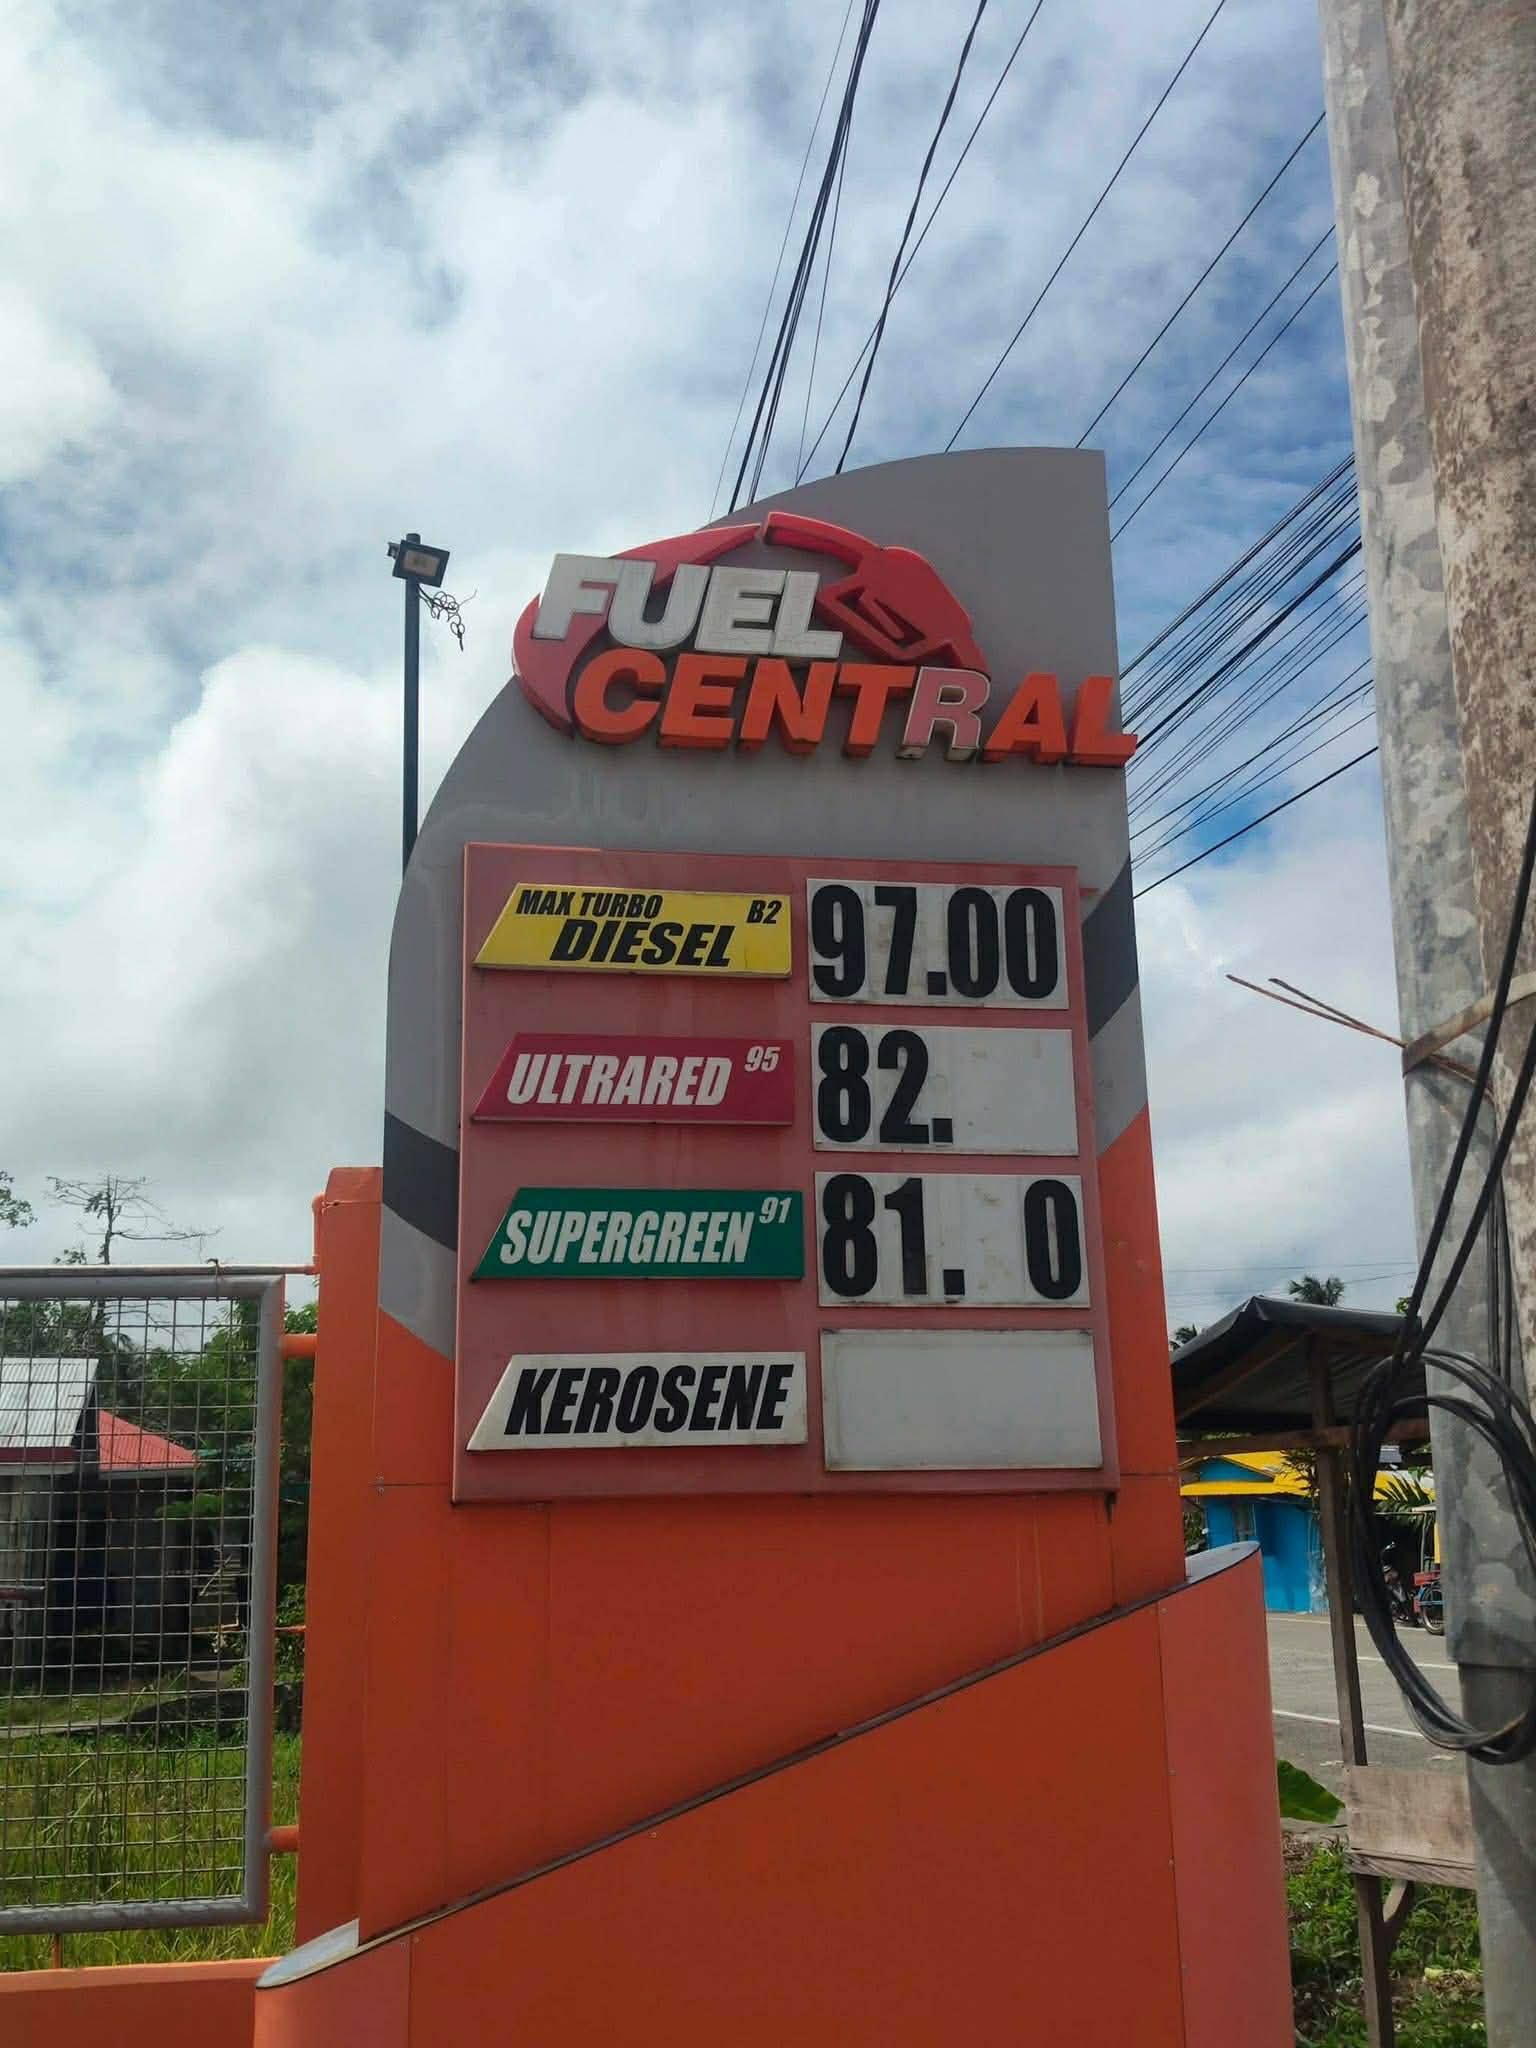 FUEL
CENTRAL
MAX TURBO B2
DIESEL
97.00
ULTRARED 95
82.
SUPERGREEN 91
81. 0
KEROSENE